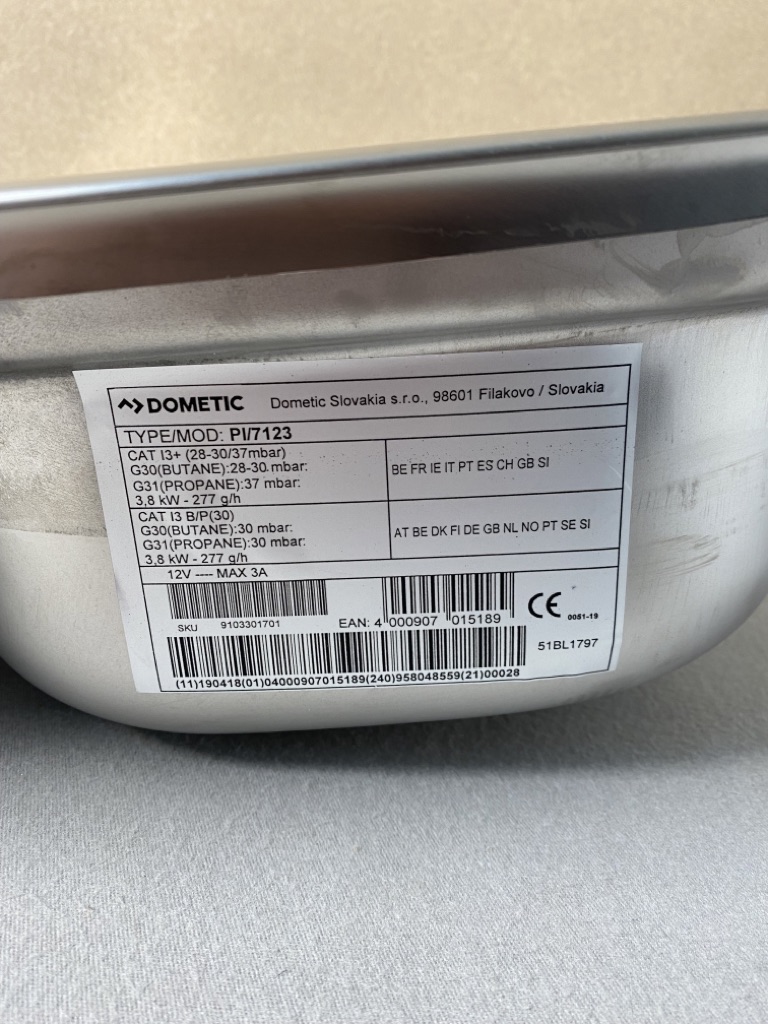 DOMETIC Dometic Slovakia s.r.o., 98601 Filakovo / Slovakia
TYPE/MOD: PI/7123
CAT I3+ (28-30/37mbar)
G30(BUTANE):28-30 mbar:
G31(PROPANE):37 mbar:
3,8 kW - 277 g/h
BE FR IE IT PT ES CH GB SI
CAT I3 B/P(30)
G30(BUTANE):30 mbar:
G31(PROPANE):30 mbar:
3,8 kW - 277 g/h
AT BE DK FI DE GB NL NO PT SE SI
12V ---- MAX 3A
SKU 9103301701
EAN: 4 000907 015189
CE 0051-19
51BL1797
(11)190418(01)04000907015189(240)958048559(21)00028